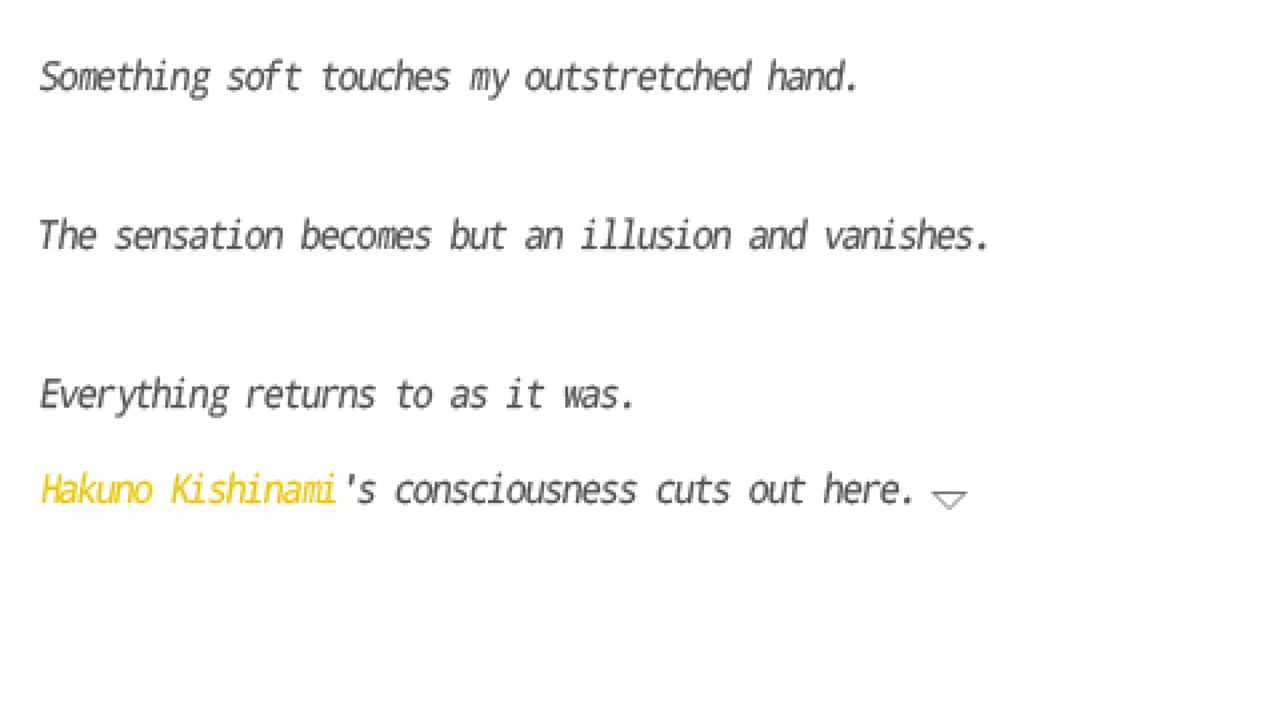 Something soft touches my outstretched hand.
The sensation becomes but an illusion and vanishes.
Everything returns to as it was.
Hakuno Kishinami's consciousness cuts out here.